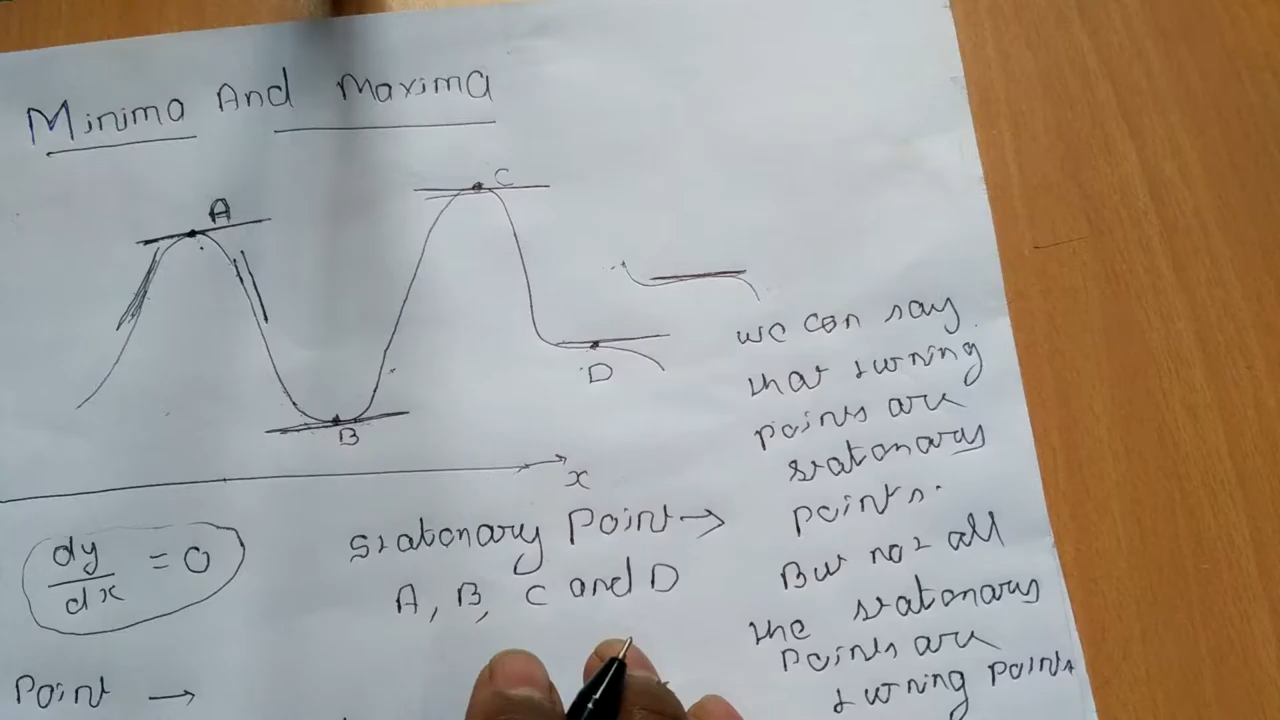 Minima And Maxima
A
C
B
D
x
dy/dx = 0
Stationary Point →
A, B, C and D
we can say
that turning
points are
stationary
points.
But not all
the stationary
points are
turning points
Point →